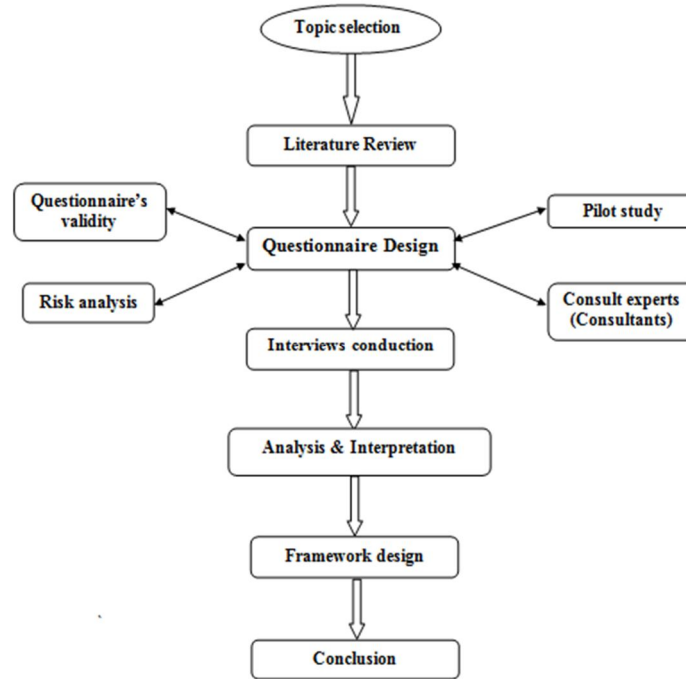 Topic selection
Literature Review
Questionnaire's
validity
Pilot study
Questionnaire Design
Risk analysis
Consult experts
(Consultants)
Interviews conduction
Analysis & Interpretation
Framework design
Conclusion